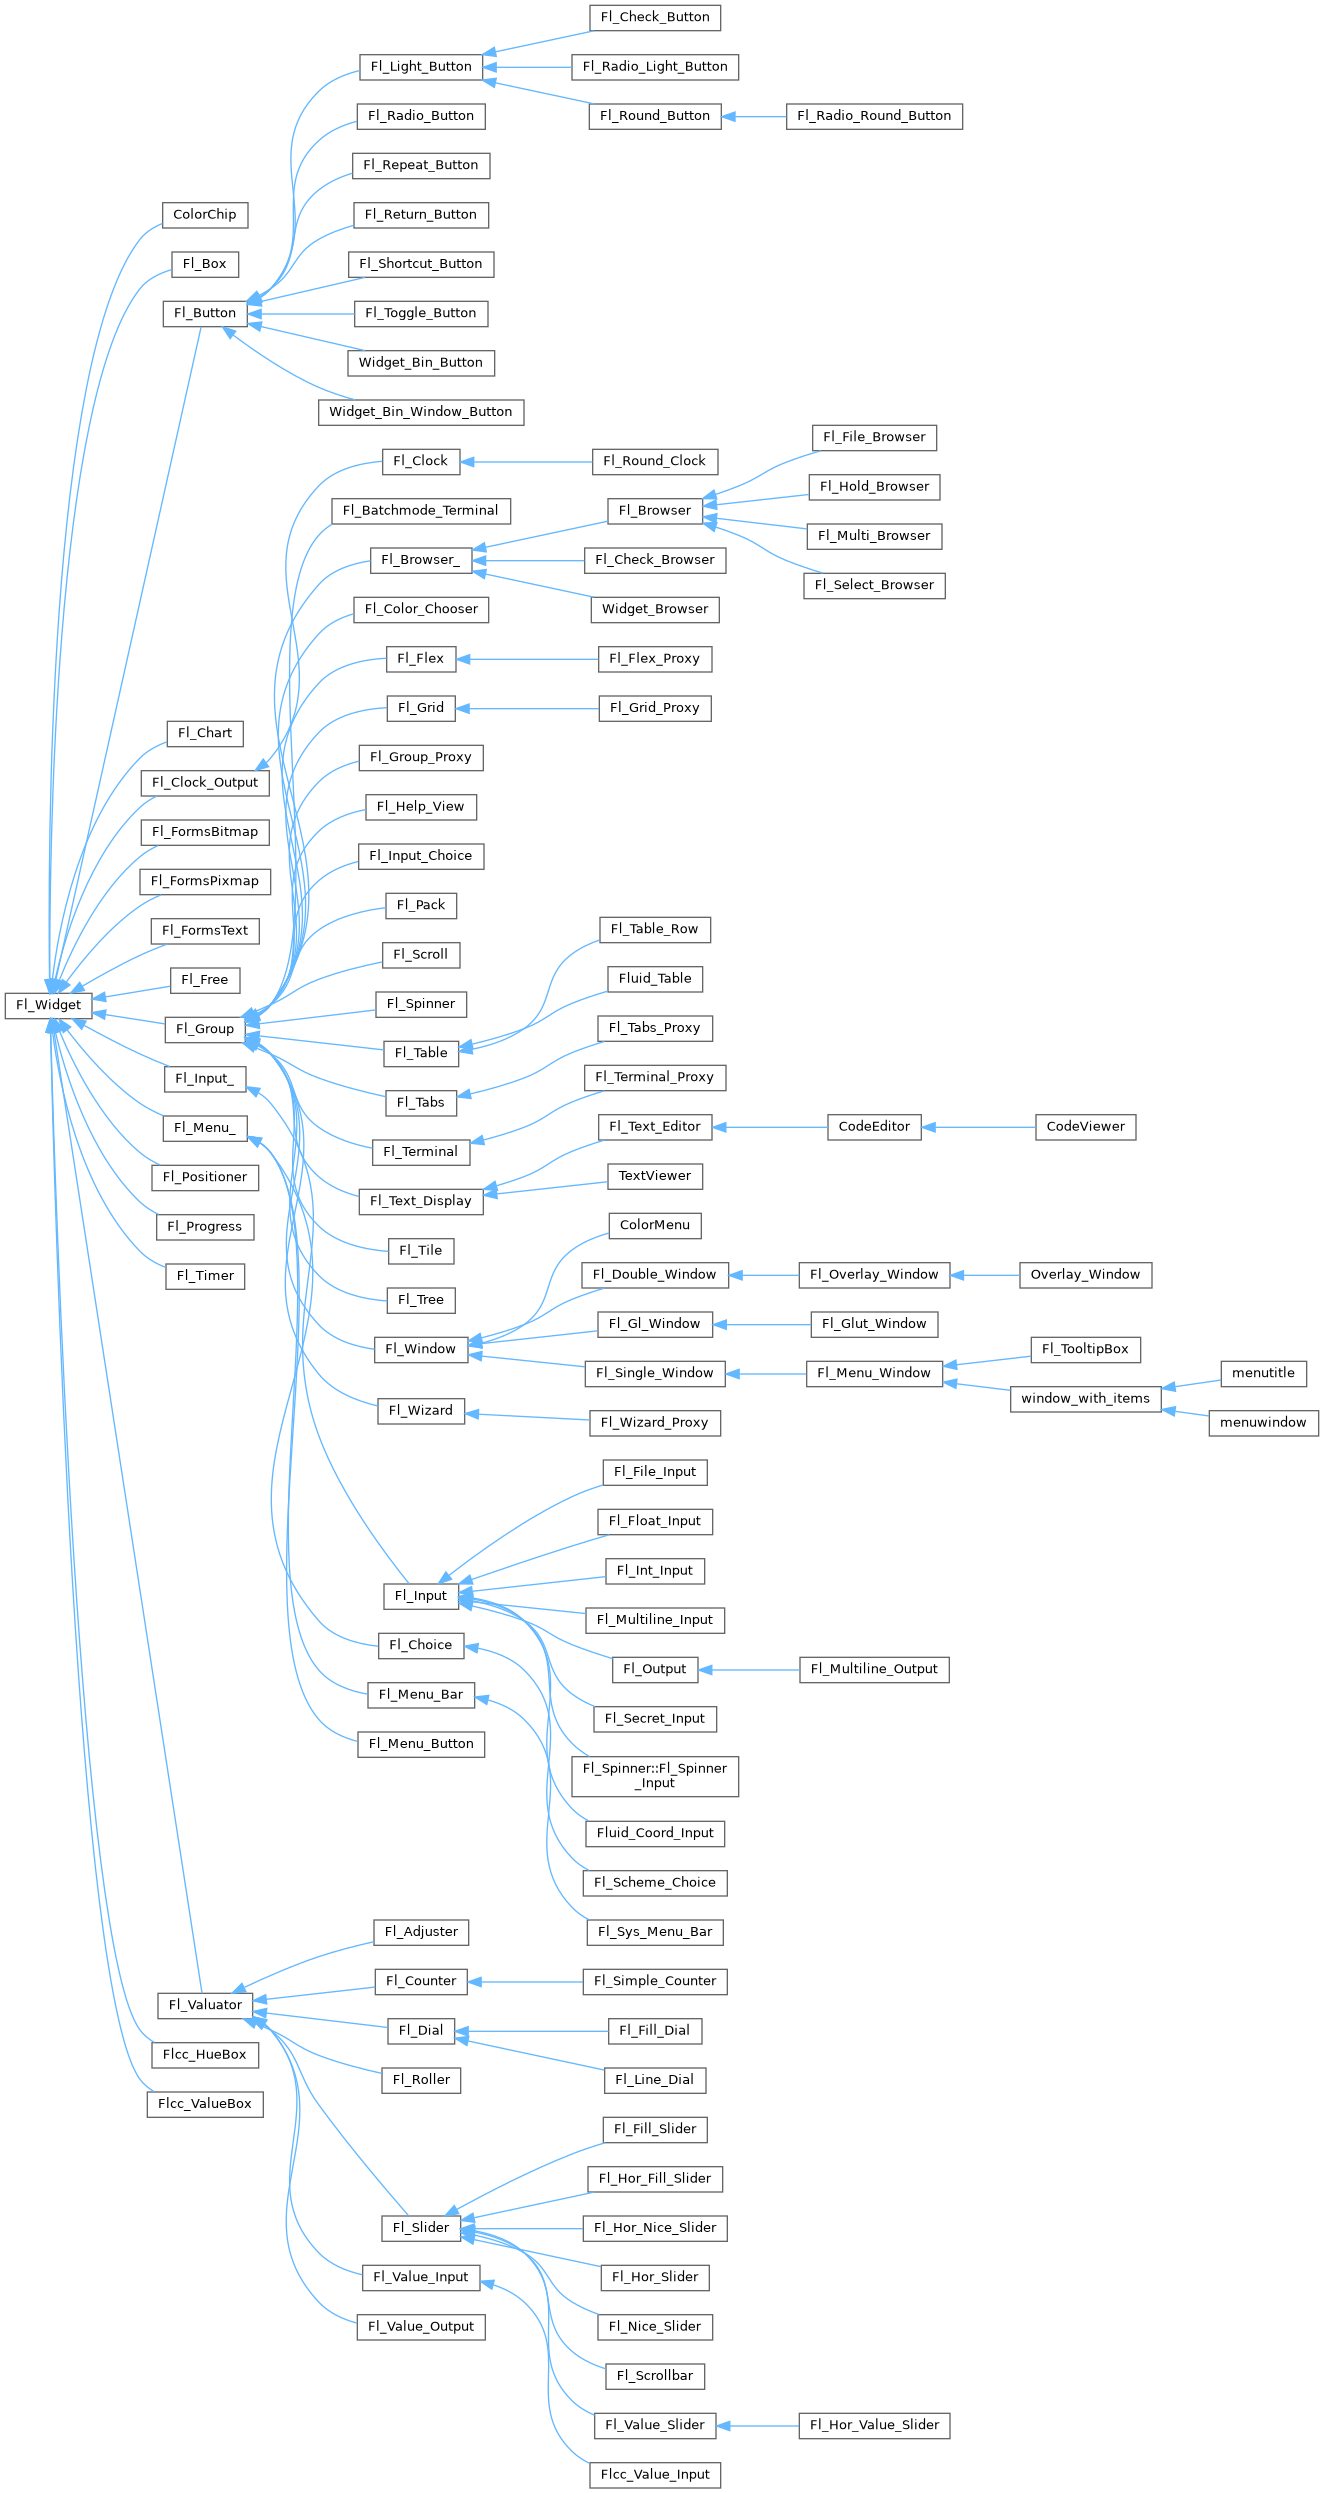 Fl_Check_Button
Fl_Light_Button
Fl_Radio_Light_Button
Fl_Radio_Button
Fl_Round_Button
Fl_Radio_Round_Button
Fl_Repeat_Button
ColorChip
Fl_Return_Button
Fl_Box
Fl_Shortcut_Button
Fl_Button
Fl_Toggle_Button
Widget_Bin_Button
Widget_Bin_Window_Button
Fl_File_Browser
Fl_Clock
Fl_Round_Clock
Fl_Hold_Browser
Fl_Batchmode_Terminal
Fl_Browser
Fl_Multi_Browser
Fl_Browser_
Fl_Check_Browser
Fl_Select_Browser
Fl_Color_Chooser
Widget_Browser
Fl_Flex
Fl_Flex_Proxy
Fl_Grid
Fl_Grid_Proxy
Fl_Chart
Fl_Group_Proxy
Fl_Clock_Output
Fl_Help_View
Fl_FormsBitmap
Fl_Input_Choice
Fl_FormsPixmap
Fl_Pack
Fl_FormsText
Fl_Table_Row
Fl_Scroll
Fl_Free
Fluid_Table
Fl_Widget
Fl_Spinner
Fl_Group
Fl_Tabs_Proxy
Fl_Table
Fl_Input_
Fl_Terminal_Proxy
Fl_Tabs
Fl_Menu_
Fl_Text_Editor
CodeEditor
CodeViewer
Fl_Terminal
Fl_Positioner
TextViewer
Fl_Text_Display
Fl_Progress
ColorMenu
Fl_Tile
Fl_Timer
Fl_Double_Window
Fl_Overlay_Window
Overlay_Window
Fl_Tree
Fl_Gl_Window
Fl_Glut_Window
Fl_Window
Fl_TooltipBox
Fl_Single_Window
Fl_Menu_Window
menutitle
window_with_items
Fl_Wizard
Fl_Wizard_Proxy
menuwindow
Fl_File_Input
Fl_Float_Input
Fl_Int_Input
Fl_Input
Fl_Multiline_Input
Fl_Choice
Fl_Output
Fl_Multiline_Output
Fl_Menu_Bar
Fl_Secret_Input
Fl_Menu_Button
Fl_Spinner::Fl_Spinner
_Input
Fluid_Coord_Input
Fl_Scheme_Choice
Fl_Adjuster
Fl_Sys_Menu_Bar
Fl_Counter
Fl_Simple_Counter
Fl_Valuator
Fl_Dial
Fl_Fill_Dial
Flcc_HueBox
Fl_Roller
Fl_Line_Dial
Flcc_ValueBox
Fl_Fill_Slider
Fl_Hor_Fill_Slider
Fl_Slider
Fl_Hor_Nice_Slider
Fl_Value_Input
Fl_Hor_Slider
Fl_Value_Output
Fl_Nice_Slider
Fl_Scrollbar
Fl_Value_Slider
Fl_Hor_Value_Slider
Flcc_Value_Input